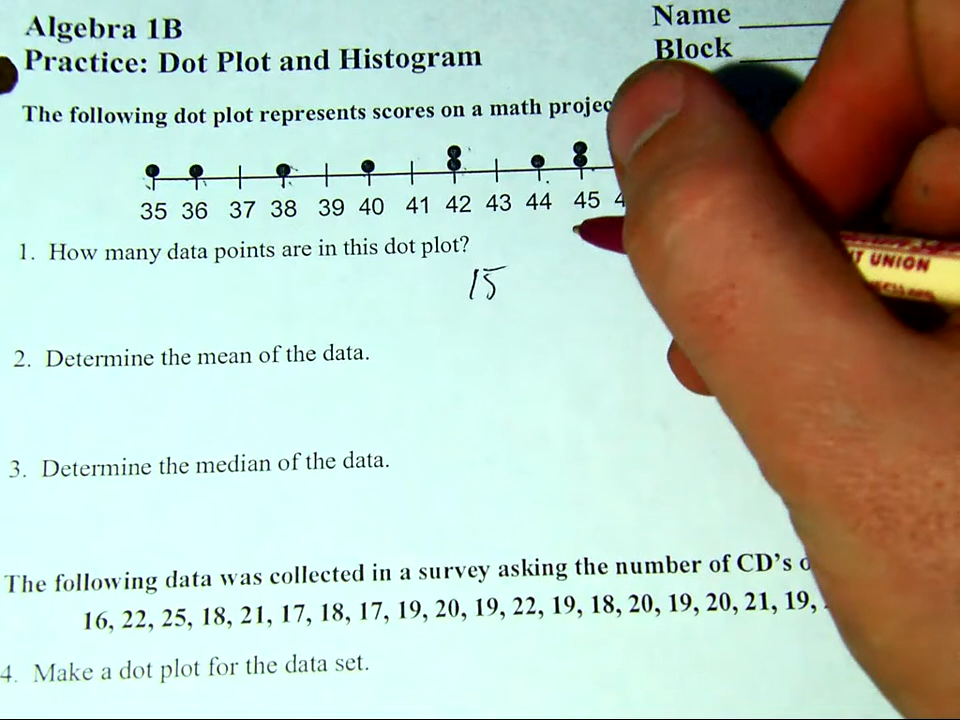 Algebra 1B
Name
Practice: Dot Plot and Histogram
Block
The following dot plot represents scores on a math projec
35 36 37 38 39 40 41 42 43 44 45 4
1. How many data points are in this dot plot?
15
UNION
2. Determine the mean of the data.
3. Determine the median of the data.
The following data was collected in a survey asking the number of CD's
16, 22, 25, 18, 21, 17, 18, 17, 19, 20, 19, 22, 19, 18, 20, 19, 20, 21, 19,
4. Make a dot plot for the data set.